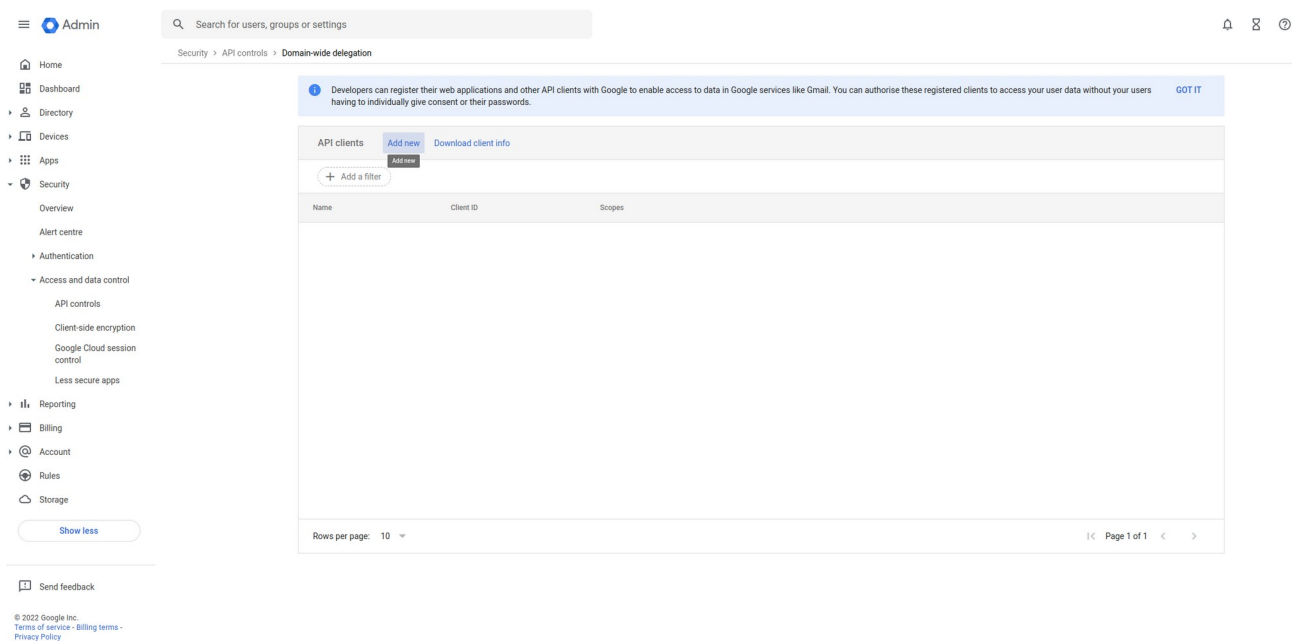 Admin
Search for users, groups or settings
Security > API controls > Domain-wide delegation
Home
Dashboard
Directory
Devices
Apps
Security
Overview
Alert centre
Authentication
Access and data control
API controls
Client-side encryption
Google Cloud session
control
Less secure apps
Reporting
Billing
Account
Rules
Storage
Show less
Send feedback
© 2022 Google Inc.
Terms of service - Billing terms -
Privacy Policy
Developers can register their web applications and other API clients with Google to enable access to data in Google services like Gmail. You can authorise these registered clients to access your user data without your users
having to individually give consent or their passwords.
GOT IT
API clients Add new Download client info
Add new
+ Add a filter
Name Client ID Scopes
Rows per page: 10 Page 1 of 1